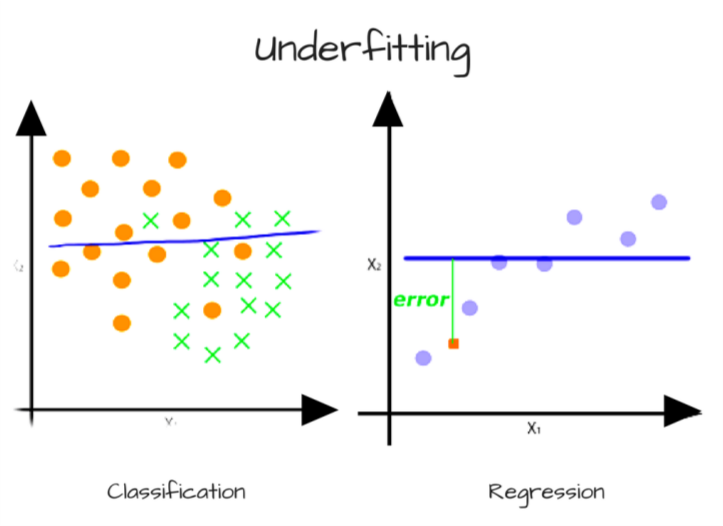 Underfitting
X₂
error
X₁
Classification
Regression